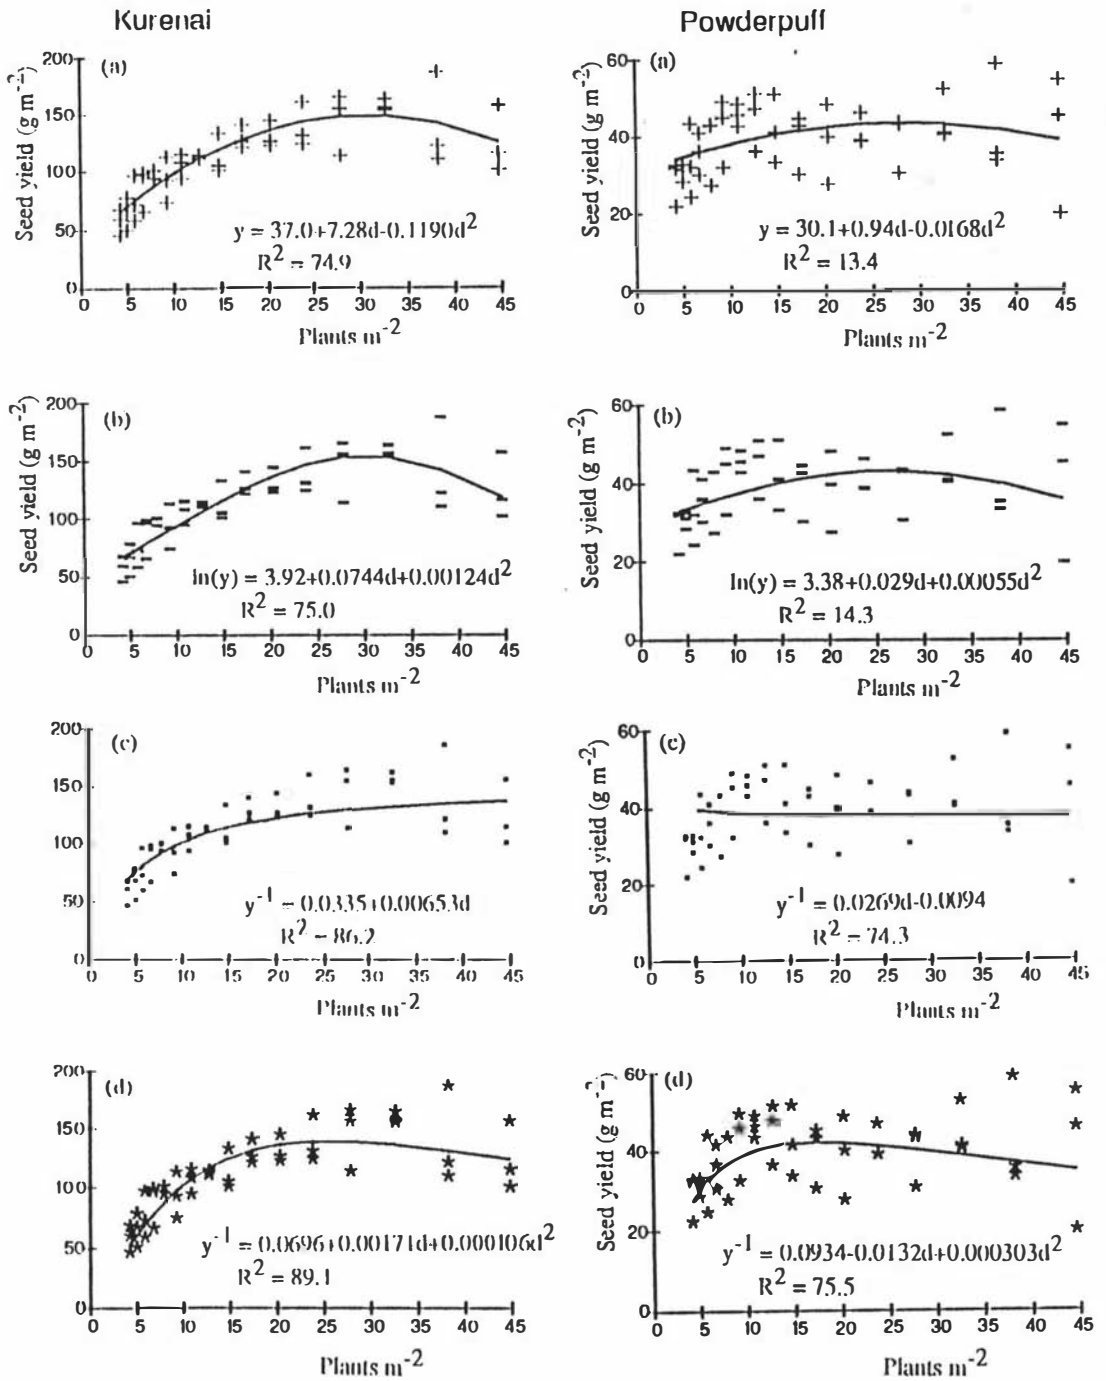 Kurenai
Powderpuff
(a)
Seed yield (g m-2)
200
150
100
50
0
y = 37.0+7.28d-0.1190d2
R2 = 74.9
0 5 10 15 20 25 30 35 40 45
Plants m-2
(a)
Seed yield (g m-2)
60
40
20
0
y = 30.1+0.94d-0.0168d2
R2 = 13.4
0 5 10 15 20 25 30 35 40 45
Plants m-2
(b)
Seed yield (g m-2)
200
150
100
50
0
ln(y) = 3.92+0.0744d+0.00124d2
R2 = 75.0
0 5 10 15 20 25 30 35 40 45
Plants m-2
(b)
Seed yield (g m-2)
60
40
20
0
ln(y) = 3.38+0.029d+0.00055d2
R2 = 14.3
0 5 10 15 20 25 30 35 40 45
Plants m-2
(c)
200
150
100
50
0
y-1 = 0.0335+0.00653d
R2 = 86.2
0 5 10 15 20 25 30 35 40 45
Plants m-2
(c)
Seed yield (g m-2)
60
40
20
0
y-1 = 0.0269d-0.0094
R2 = 74.3
0 5 10 15 20 25 30 35 40 45
Plants m-2
(d)
200
150
100
50
0
y-1 = 0.0696+0.00171d+0.000106d2
R2 = 89.1
0 5 10 15 20 25 30 35 40 45
Plants m-2
(d)
Seed yield (g m-2)
60
40
20
0
y-1 = 0.0934-0.0132d+0.000303d2
R2 = 75.5
0 5 10 15 20 25 30 35 40 45
Plants m-2